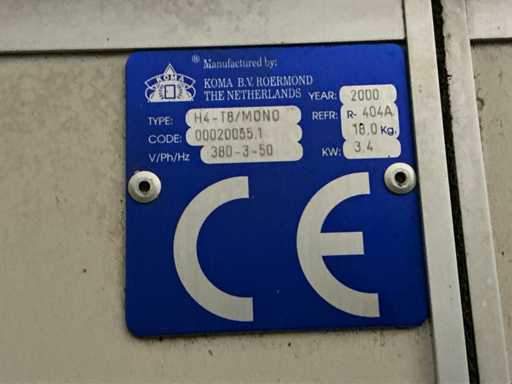 KOMA
® Manufactured by:
KOMA B.V. ROERMOND
THE NETHERLANDS
YEAR: 2000
TYPE: H4-T8/MONO
REFR: R- 404A
CODE: 00020055.1
18.0 Kg.
V/Ph/Hz 380-3-50
KW: 3.4
CE